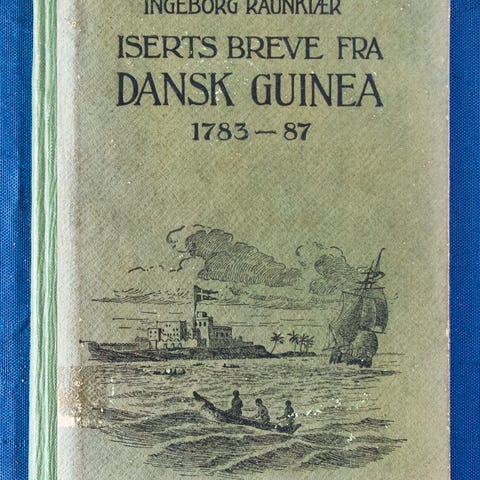 INGEBORG RAUNKIÆR
ISERTS BREVE FRA
DANSK GUINEA
1783 — 87